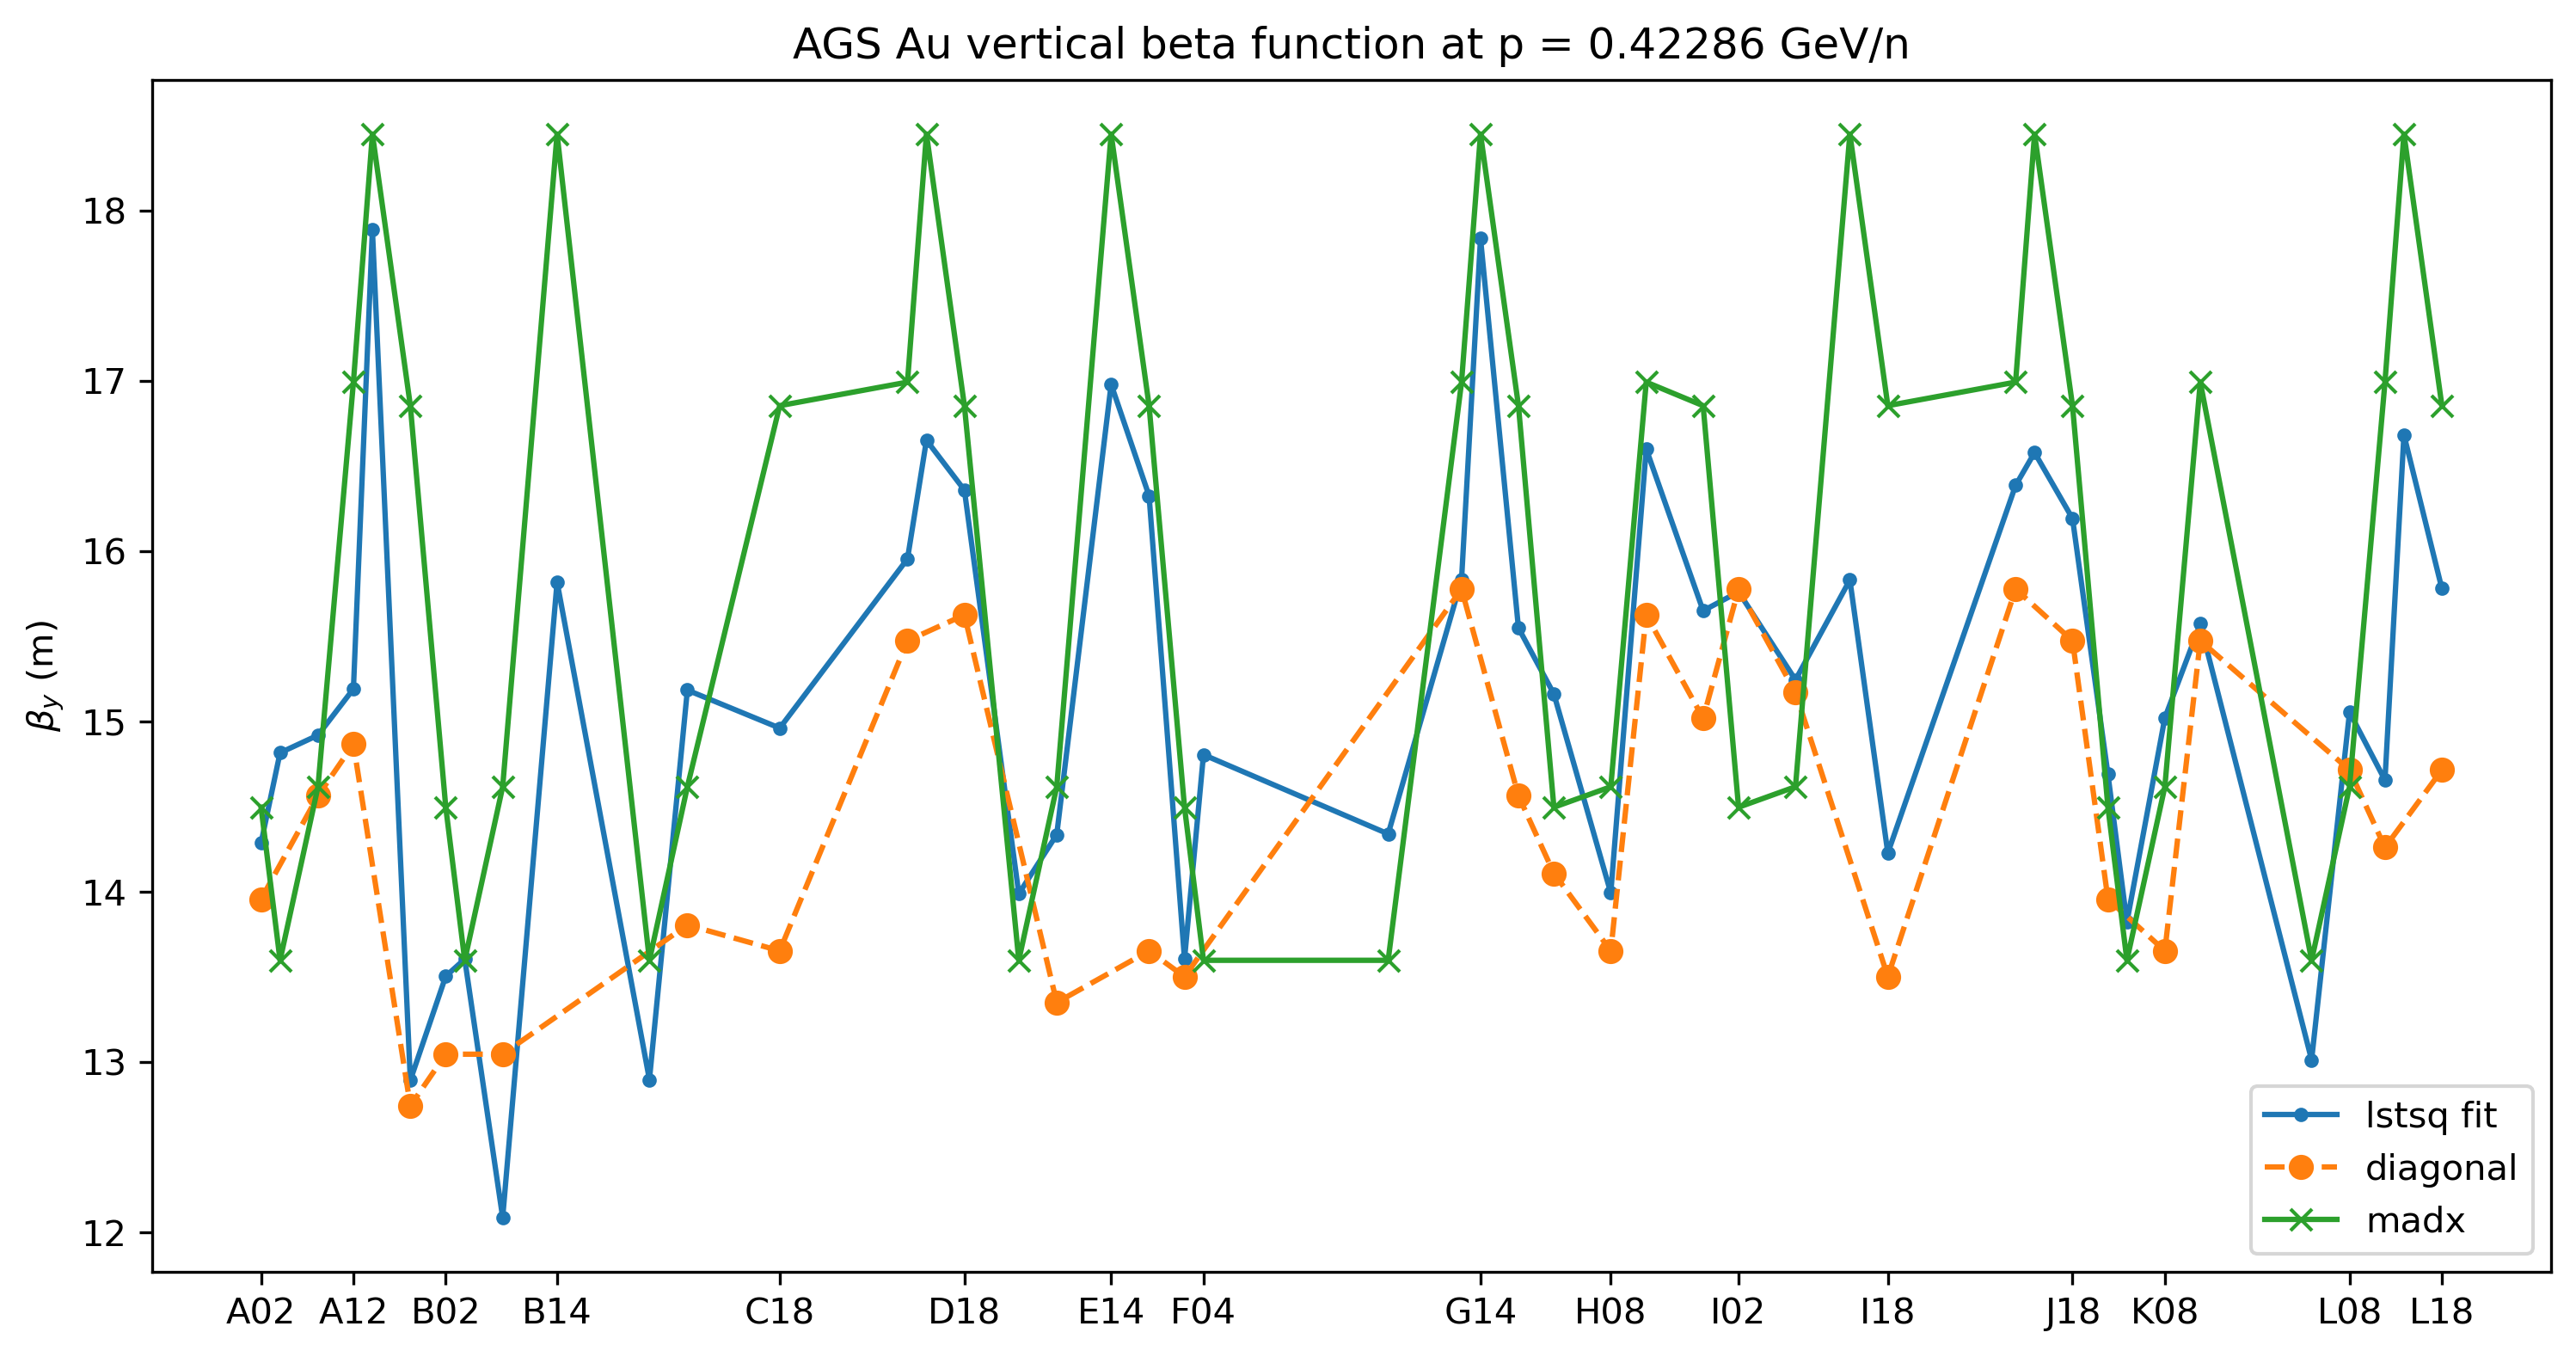 AGS Au vertical beta function at p = 0.42286 GeV/n
18
17
16
15
14
13
12
βy (m)
lstsq fit
diagonal
madx
A02 A12 B02 B14 C18 D18 E14 F04 G14 H08 I02 I18 J18 K08 L08 L18